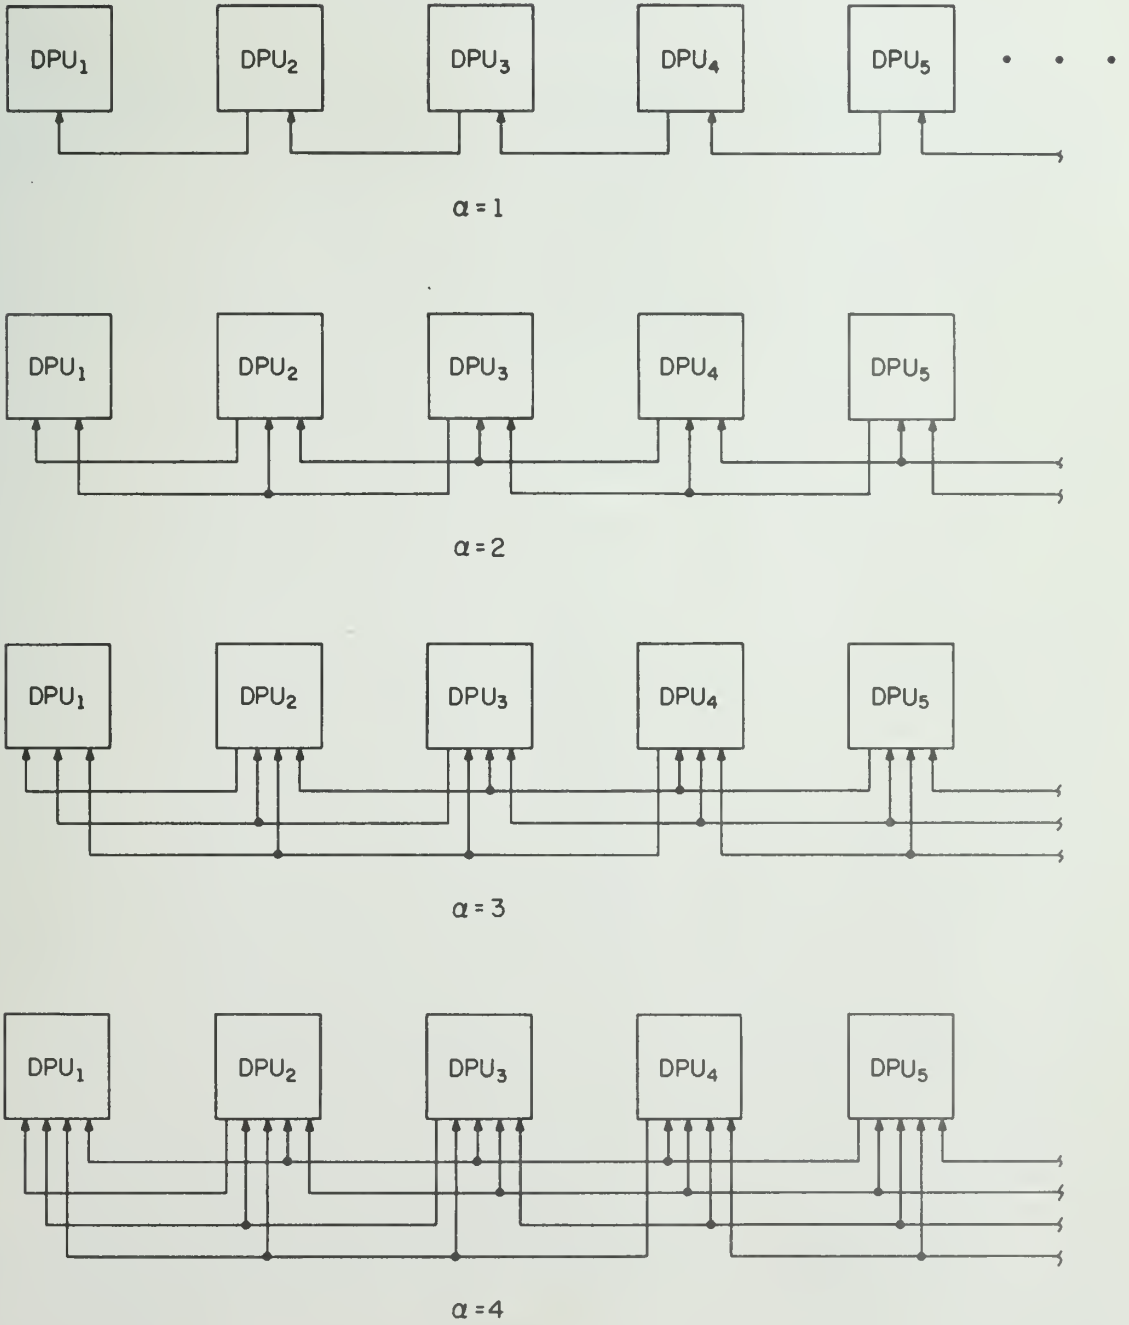 DPU₁ DPU₂ DPU₃ DPU₄ DPU₅ . . .
α = 1
DPU₁ DPU₂ DPU₃ DPU₄ DPU₅
α = 2
DPU₁ DPU₂ DPU₃ DPU₄ DPU₅
α = 3
DPU₁ DPU₂ DPU₃ DPU₄ DPU₅
α = 4